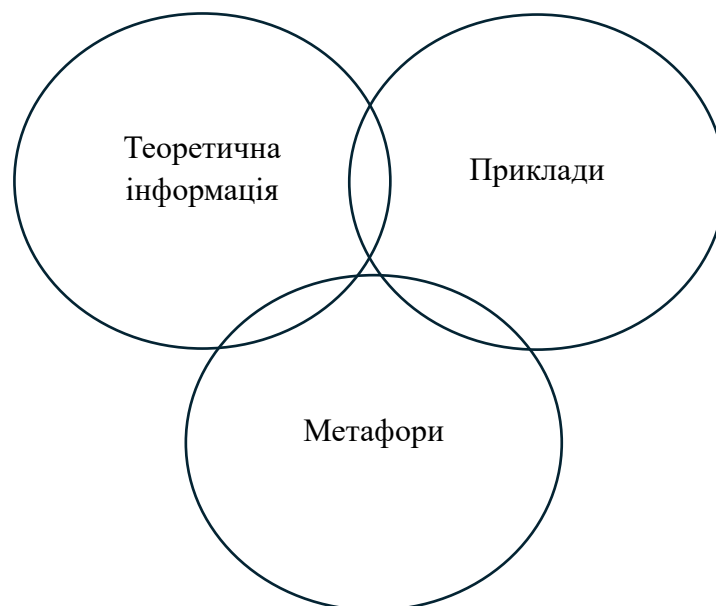 Теоретична
інформація
Приклади
Метафори